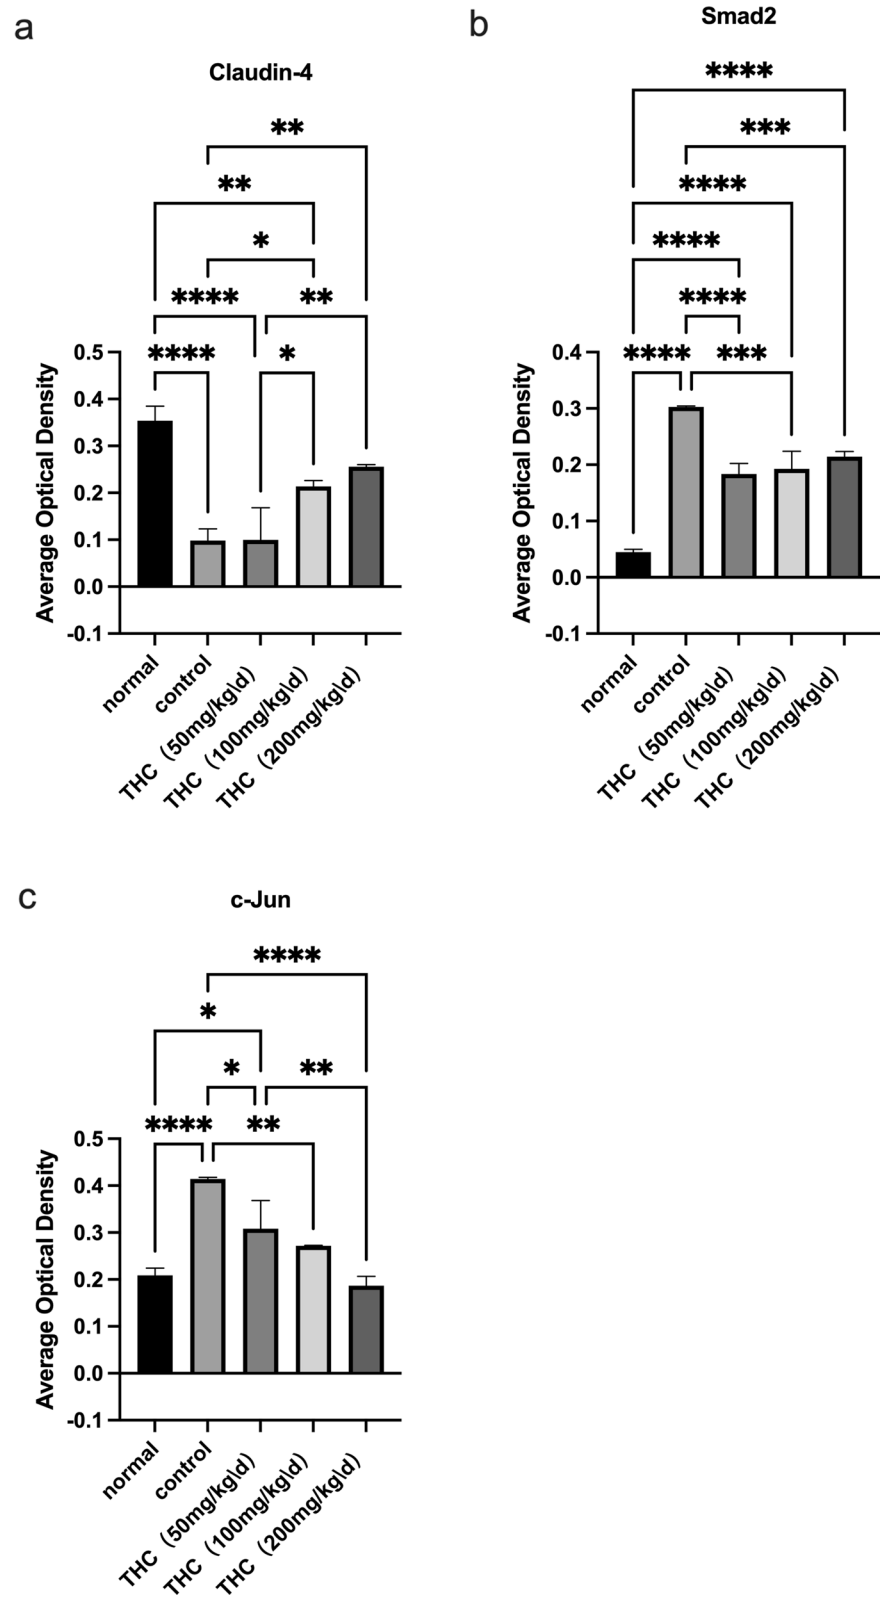 a
Claudin-4
**
**
*
**** **
**** *
0.5
0.4
0.3
0.2
0.1
0.0
-0.1
Average Optical Density
normal
control
THC（50mg/kg\d）
THC（100mg/kg\d）
THC（200mg/kg\d）
b
Smad2
****
***
****
****
****
**** ***
0.4
0.3
0.2
0.1
0.0
-0.1
Average Optical Density
normal
control
THC（50mg/kg\d）
THC（100mg/kg\d）
THC（200mg/kg\d）
c
c-Jun
****
*
* **
**** **
0.5
0.4
0.3
0.2
0.1
0.0
-0.1
Average Optical Density
normal
control
THC（50mg/kg\d）
THC（100mg/kg\d）
THC（200mg/kg\d）